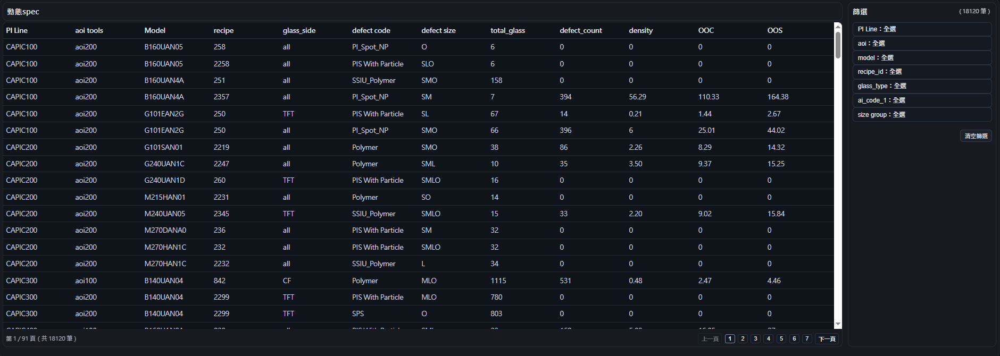 動態spec
PI Line aoi tools Model recipe glass_side defect code defect size total_glass defect_count density OOC OOS
CAPIC100 aoi200 B160UAN05 258 all PI_Spot_NP O 6 0 0 0 0
CAPIC100 aoi200 B160UAN05 2258 all PIS With Particle SLO 6 0 0 0 0
CAPIC100 aoi200 B160UAN4A 251 all SSIU_Polymer SMO 158 0 0 0 0
CAPIC100 aoi200 B160UAN4A 2357 all PI_Spot_NP SM 7 394 56.29 110.33 164.38
CAPIC100 aoi200 G101EAN2G 250 TFT PIS With Particle SL 67 14 0.21 1.44 2.67
CAPIC100 aoi200 G101EAN2G 250 all PI_Spot_NP SMO 66 396 6 25.01 44.02
CAPIC200 aoi200 G101SAN01 2219 all Polymer SMO 38 86 2.26 8.29 14.32
CAPIC200 aoi200 G240UAN1C 2247 all Polymer SML 10 35 3.50 9.37 15.25
CAPIC200 aoi200 G240UAN1D 260 TFT PIS With Particle SMLO 16 0 0 0 0
CAPIC200 aoi200 M215HAN01 2231 all Polymer SO 14 0 0 0 0
CAPIC200 aoi200 M240UAN05 2345 TFT SSIU_Polymer SMLO 15 33 2.20 9.02 15.84
CAPIC200 aoi200 M270DANA0 236 all PIS With Particle SM 32 0 0 0 0
CAPIC200 aoi200 M270HAN1C 232 all PIS With Particle SMLO 32 0 0 0 0
CAPIC200 aoi200 M270HAN1C 2232 all SSIU_Polymer L 34 0 0 0 0
CAPIC300 aoi100 B140UAN04 842 CF Polymer MLO 1115 531 0.48 2.47 4.46
CAPIC300 aoi200 B140UAN04 2299 TFT PIS With Particle MLO 780 0 0 0 0
CAPIC300 aoi200 B140UAN04 2299 TFT SPS O 803 0 0 0 0
第 1 / 91 頁 ( 共 18120 筆 )
上一頁 1 2 3 4 5 6 7 下一頁
篩選 ( 18120 筆 )
PI Line：全選
aoi：全選
model：全選
recipe_id：全選
glass_type：全選
ai_code_1：全選
size group：全選
清空篩選